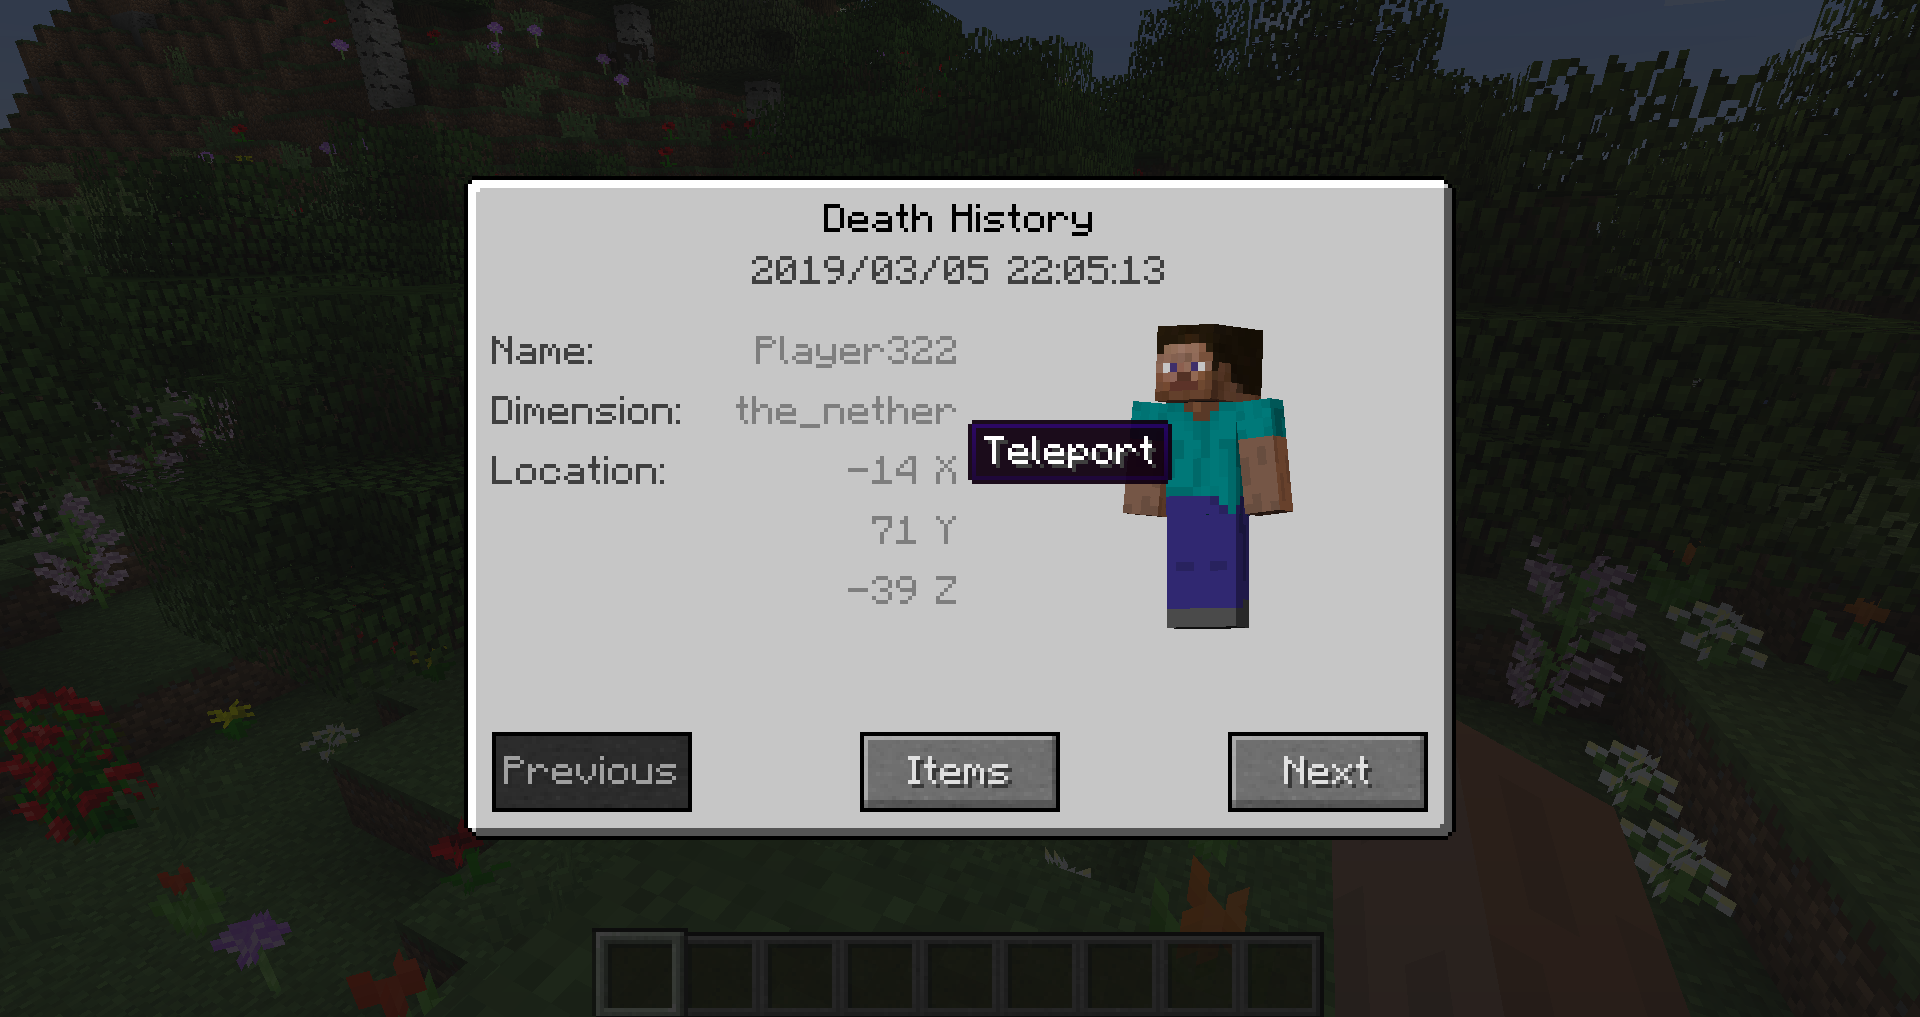 Death History
2019/03/05 22:05:13
Name: Player322
Dimension: the_nether
Location: -14 X
Teleport
71 Y
-39 Z
Previous Items Next